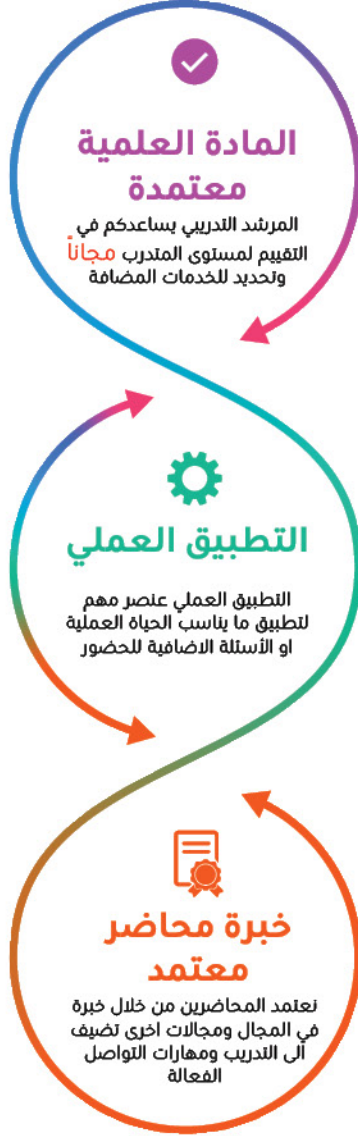 المادة العلمية
معتمدة
المرشد التدريبي يساعدكم في
التقييم لمستوى المتدرب مجاناً
وتحديد للخدمات المضافة
التطبيق العملي
التطبيق العملي عنصر مهم
لتطبيق ما يناسب الحياة العملية
او الأسئلة الاضافية للحضور
خبرة محاضر
معتمد
نعتمد المحاضرين من خلال خبرة
في المجال ومجالات اخرى تضيف
الى التدريب ومهارات التواصل
الفعالة